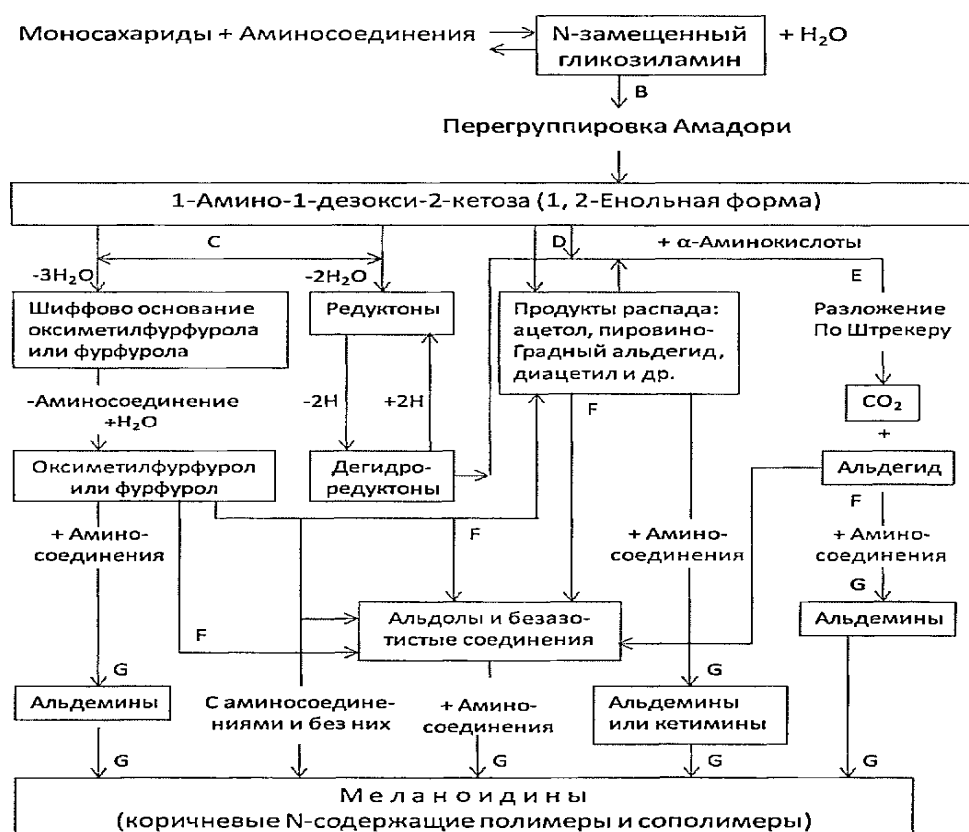 Моносахариды + Аминосоединения
N-замещенный
гликозиламин
+ H₂O
B
Перегруппировка Амадори
1-Амино-1-дезокси-2-кетоза (1, 2-Енольная форма)
C
D
+ α-Аминокислоты
-3H₂O
-2H₂O
E
Шиффово основание
оксиметилфурфурола
или фурфурола
Редуктоны
Продукты распада:
ацетол, пировино-
Градный альдегид,
диацетил и др.
Разложение
По Штрекеру
-Аминосоединение
+H₂O
-2H
+2H
F
CO₂
+
Оксиметилфурфурол
или фурфурол
Дегидро-
редуктоны
Альдегид
F
+ Амино-
соединения
F
+ Амино-
соединения
+ Амино-
соединения
G
Альдолы и безазо-
тистые соединения
Альдемины
F
G
G
Альдемины
С аминосоедине-
ниями и без них
+ Амино-
соединения
Альдемины
или кетимины
G
G
G
G
Меланоидины
(коричневые N-содержащие полимеры и сополимеры)